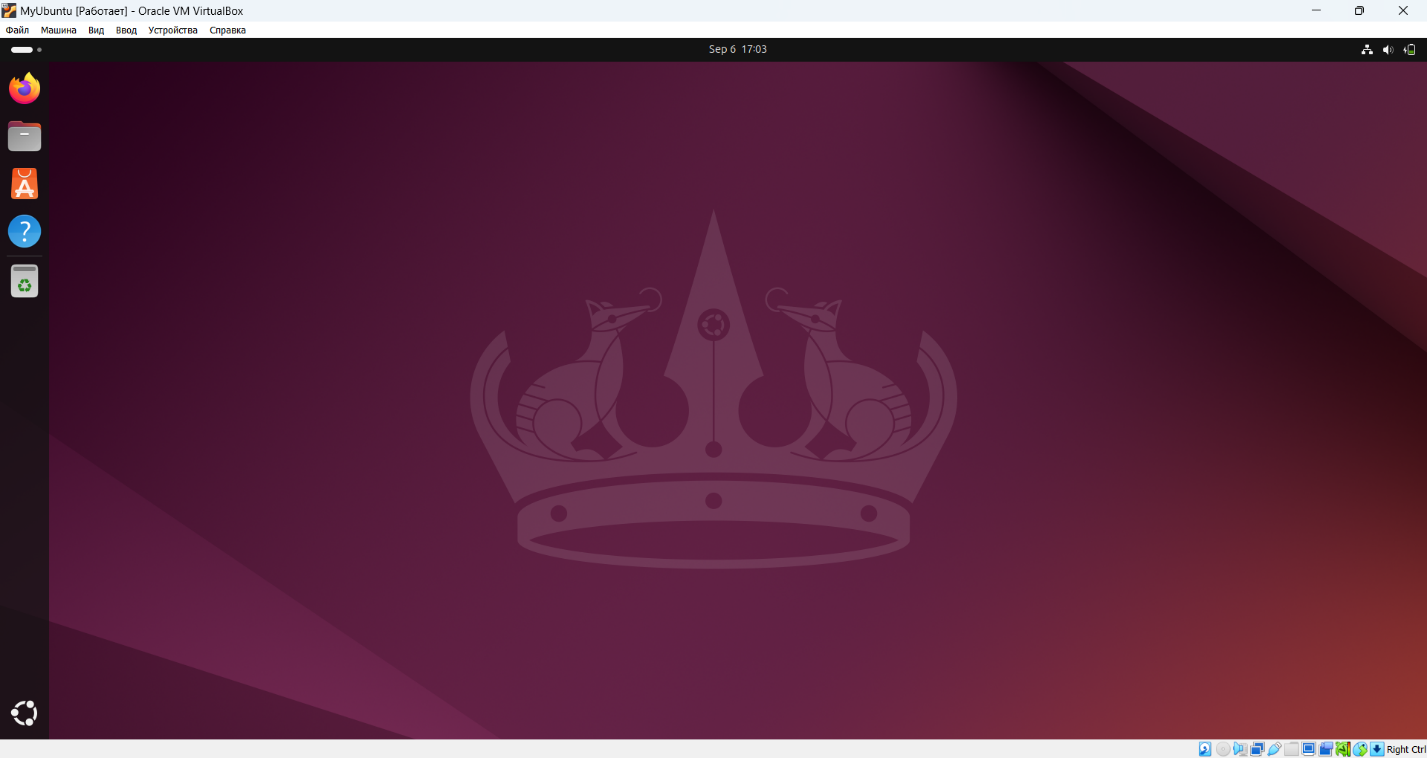 MyUbuntu [Работает] - Oracle VM VirtualBox
Файл Машина Вид Ввод Устройства Справка
Sep 6 17:03
Right Ctrl